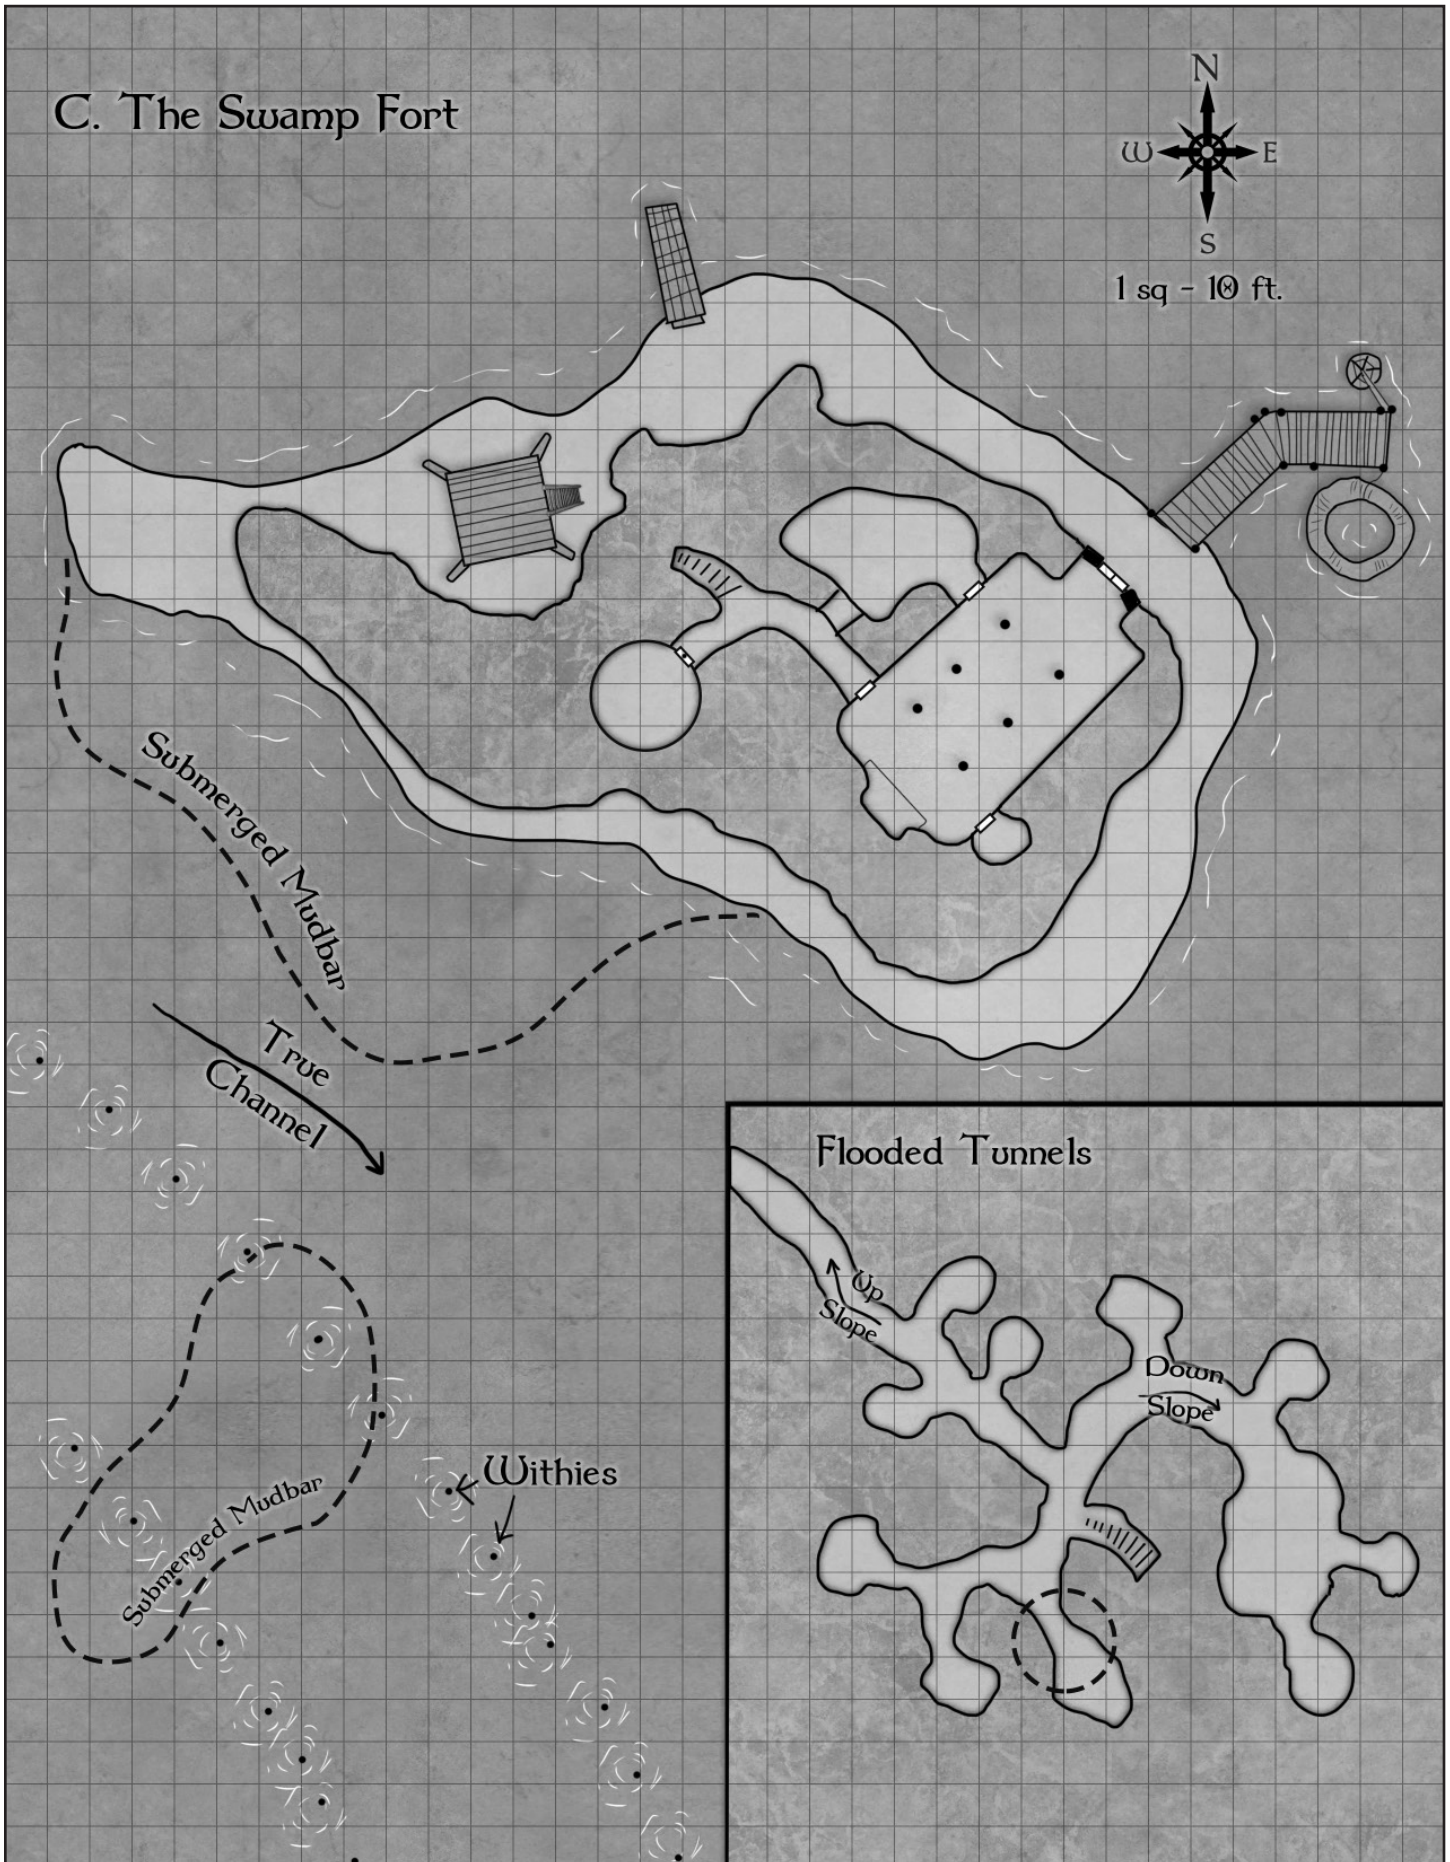 C. The Swamp Fort
N
W
E
S
1 sq - 10 ft.
Submerged Mudbar
True
Channel
Withies
Submerged Mudbar
Flooded Tunnels
Up
Slope
Down
Slope